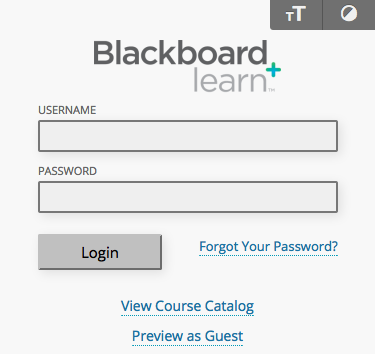 TT
Blackboard
learn+™
USERNAME
PASSWORD
Login
Forgot Your Password?
View Course Catalog
Preview as Guest